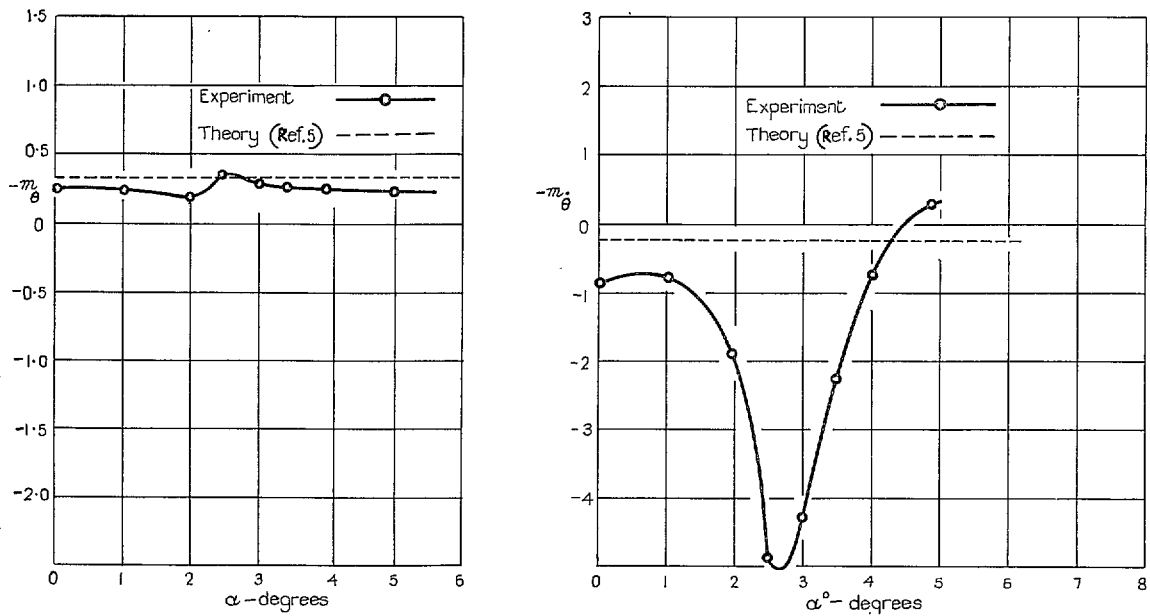 1·5
1·0
0·5
-m θ
0
-0·5
-1·0
-1·5
-2·0
Experiment
Theory (Ref.5)
0 1 2 3 4 5 6
α -degrees
3
2
1
-m θ̇
0
-1
-2
-3
-4
Experiment
Theory (Ref.5)
0 1 2 3 4 5 6 7 8
α° - degrees